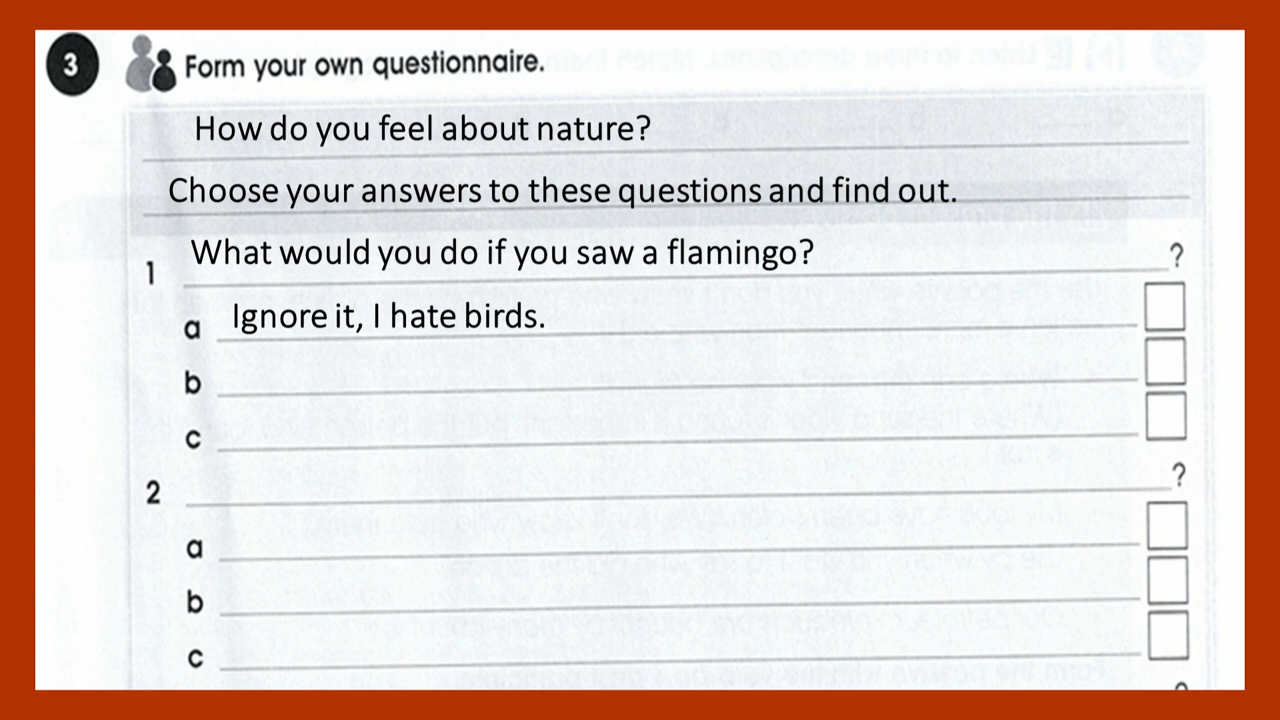 3 Form your own questionnaire.
How do you feel about nature?
Choose your answers to these questions and find out.
1 What would you do if you saw a flamingo? ?
a Ignore it, I hate birds.
b
c
2 ?
a
b
c